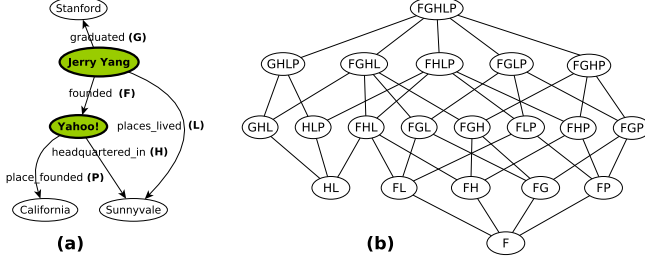 Stanford
graduated (G)
Jerry Yang
founded (F)
Yahoo!
places_lived (L)
headquartered_in (H)
place_founded (P)
California
Sunnyvale
(a)
FGHLP
GHLP
FGHL
FHLP
FGLP
FGHP
GHL
HLP
FHL
FGL
FGH
FLP
FHP
FGP
HL
FL
FH
FG
FP
F
(b)